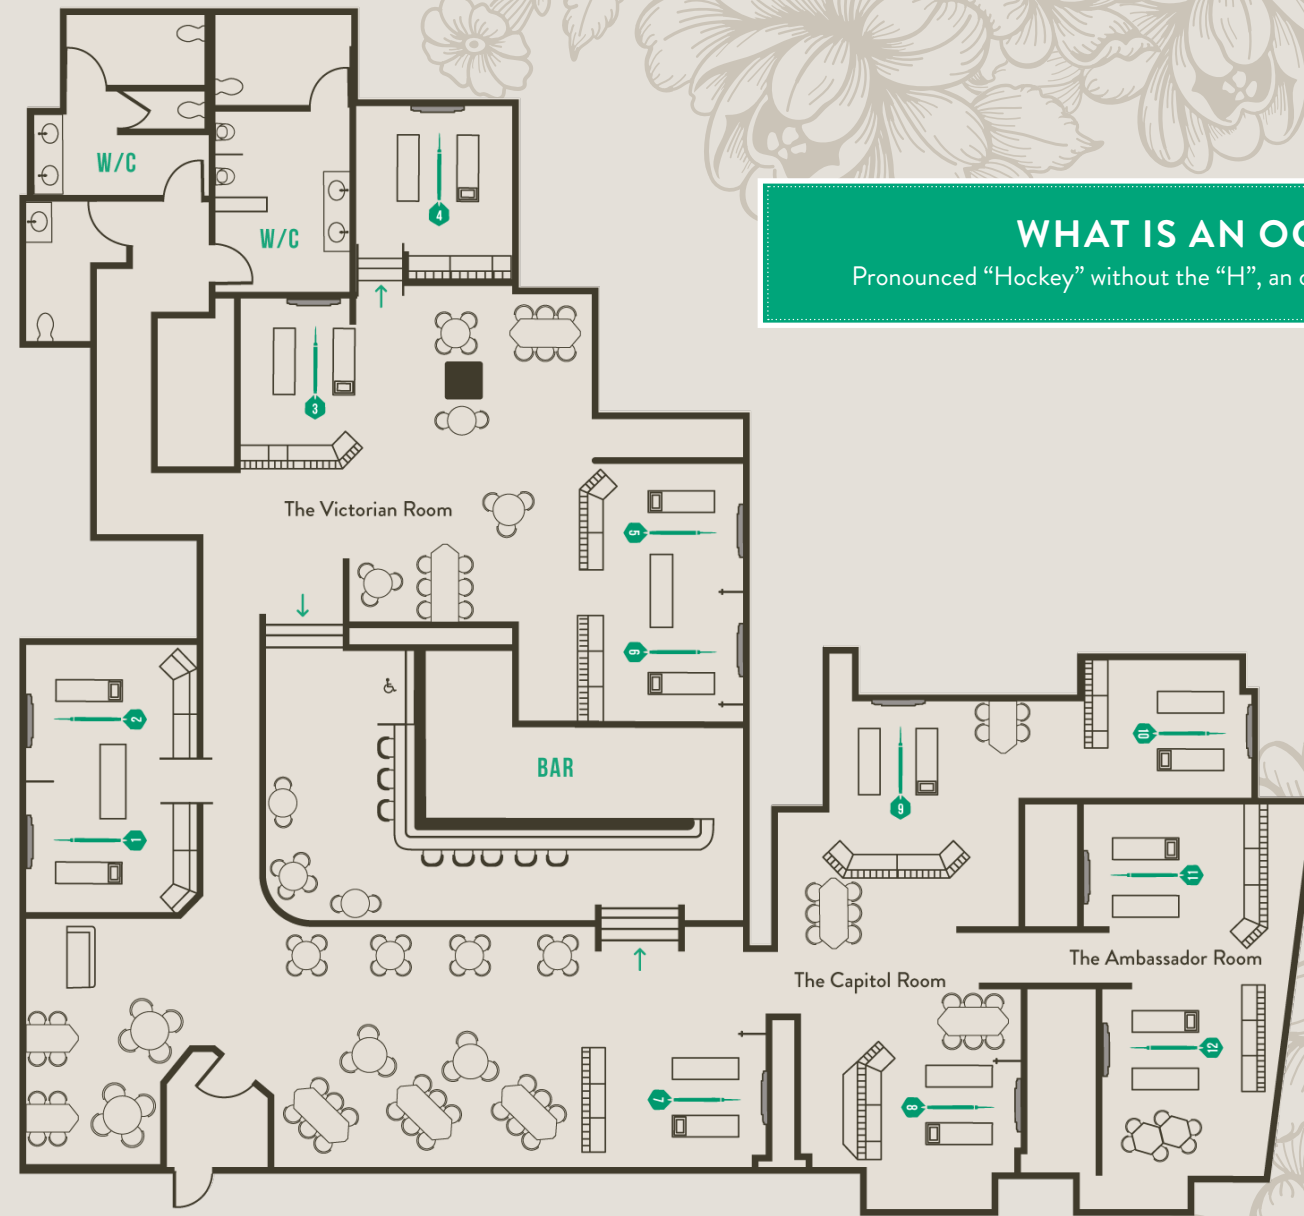 WHAT IS AN OC
Pronounced “Hockey” without the “H”, an
W/C
W/C
4
3
The Victorian Room
5
6
2
1
BAR
9
10
11
The Ambassador Room
The Capitol Room
12
7
8